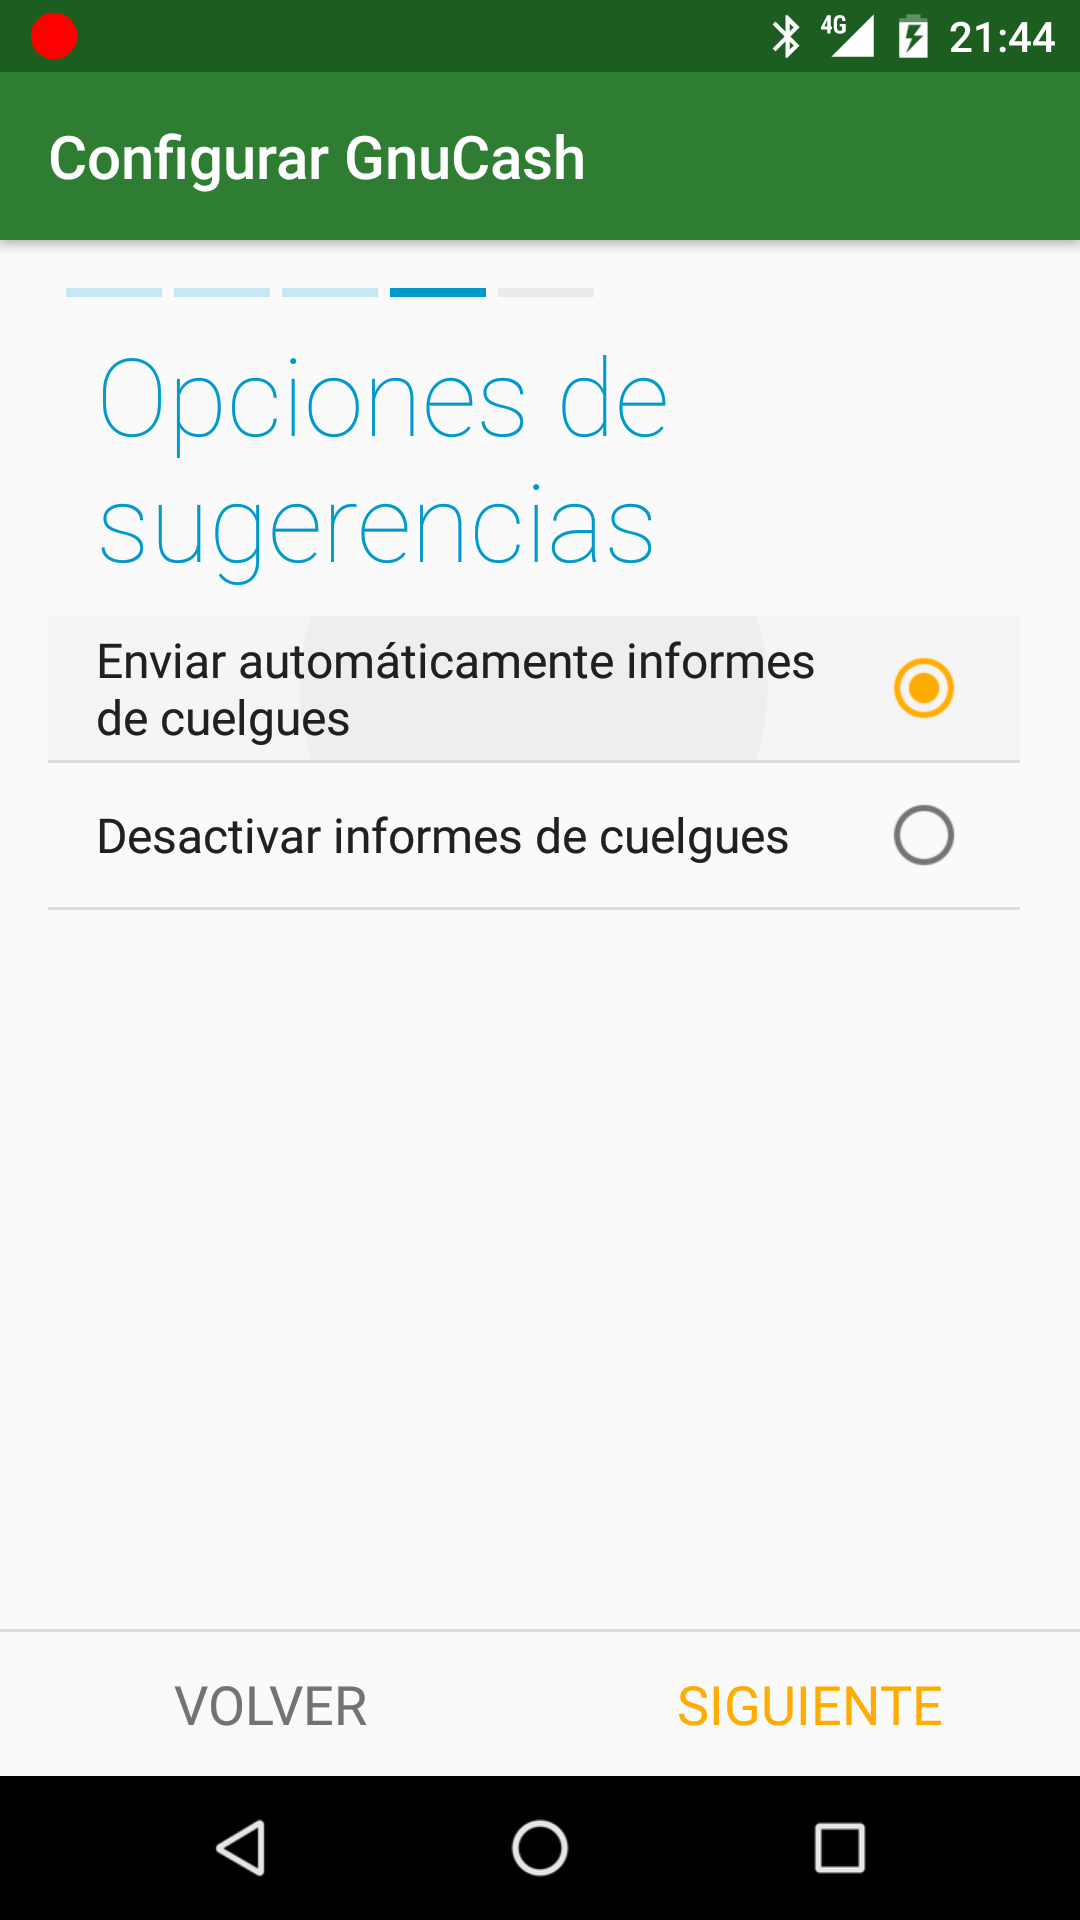 4G 21:44
Configurar GnuCash
Opciones de
sugerencias
Enviar automáticamente informes
de cuelgues
Desactivar informes de cuelgues
VOLVER SIGUIENTE